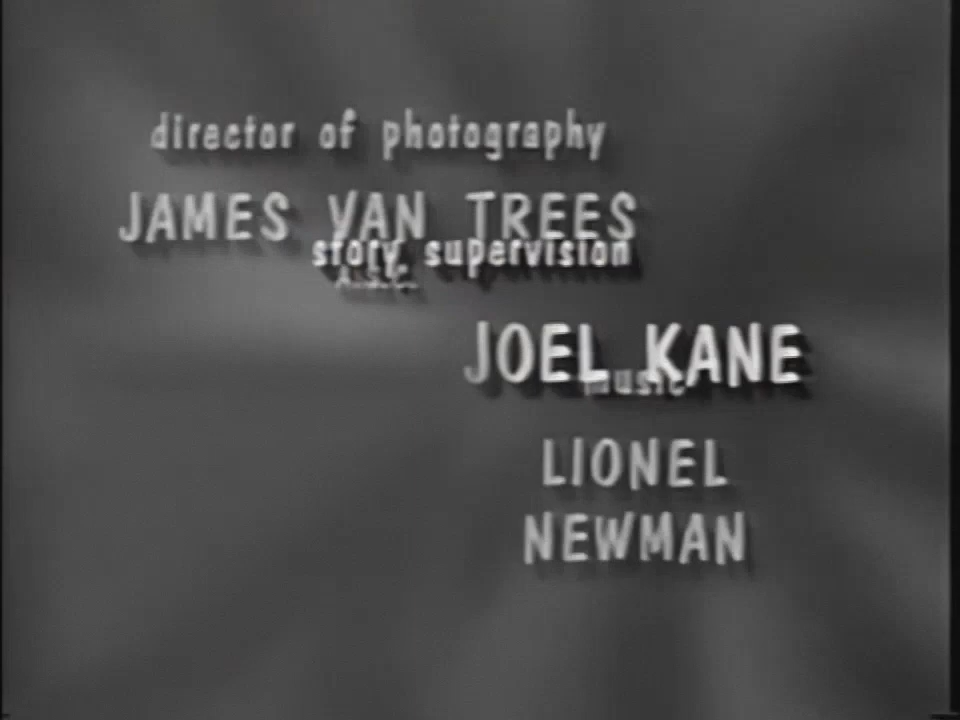 director of photography
JAMES VAN TREES
story supervision
A.S.C.
JOEL KANE
music
LIONEL
NEWMAN